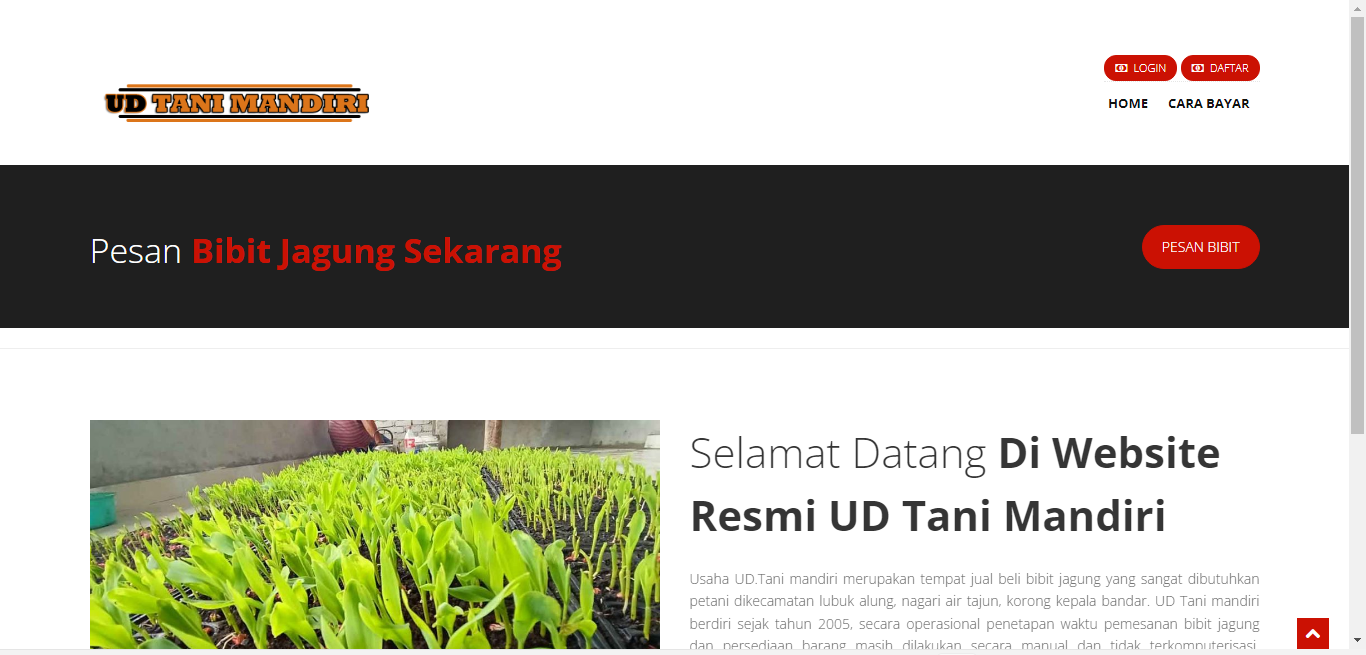 LOGIN DAFTAR
UD TANI MANDIRI
HOME CARA BAYAR
Pesan Bibit Jagung Sekarang
PESAN BIBIT
Selamat Datang Di Website
Resmi UD Tani Mandiri
Usaha UD.Tani mandiri merupakan tempat jual beli bibit jagung yang sangat dibutuhkan
petani dikecamatan lubuk alung, nagari air tajun, korong kepala bandar. UD Tani mandiri
berdiri sejak tahun 2005, secara operasional penetapan waktu pemesanan bibit jagung
dan persediaan barang masih dilakukan secara manual dan tidak terkomputerisasi.